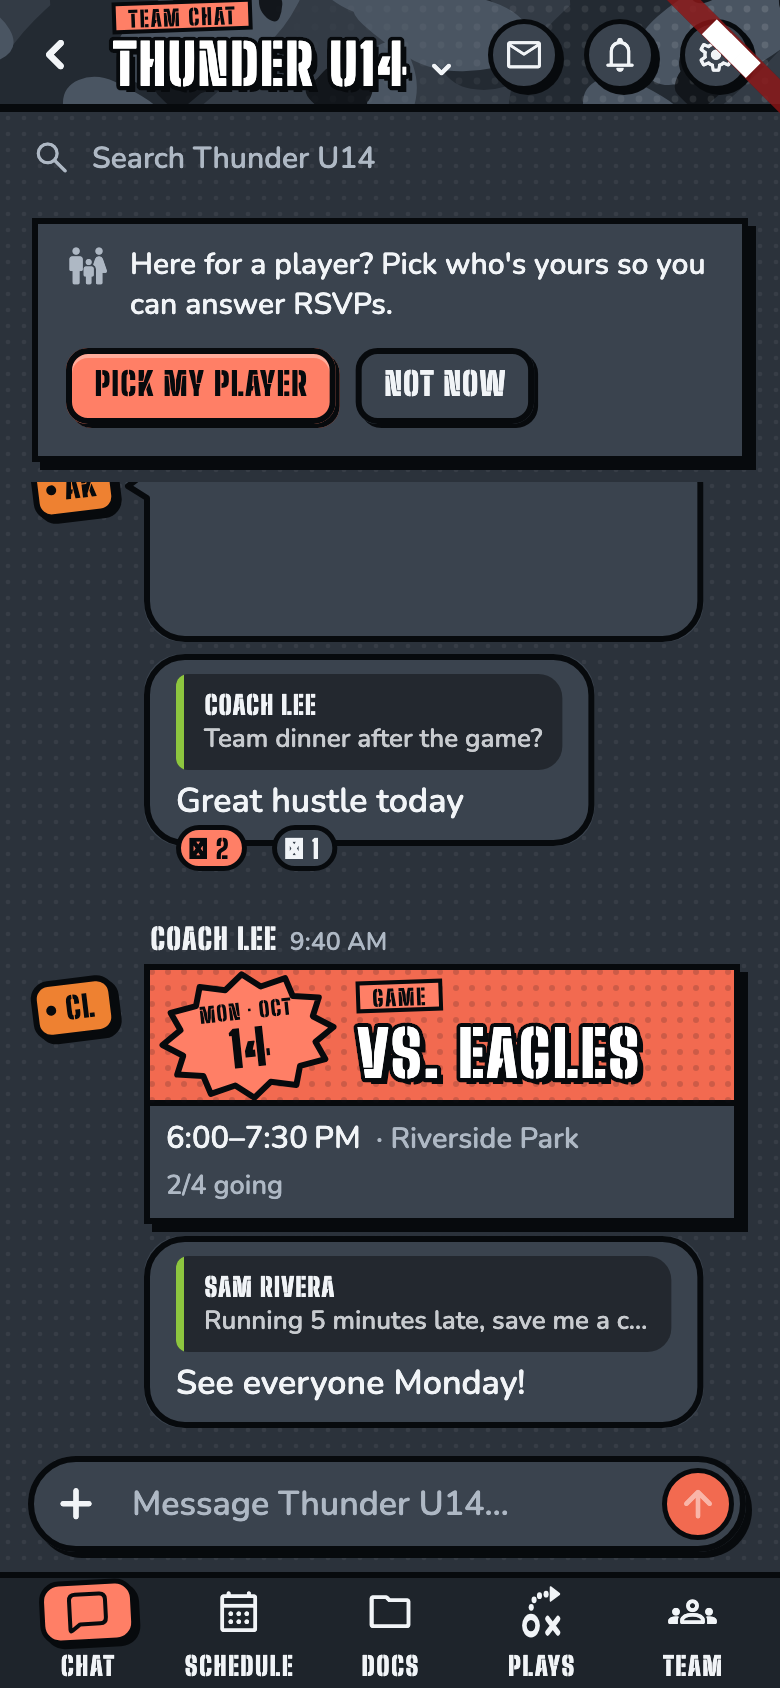 TEAM CHAT
THUNDER U14
Search Thunder U14
Here for a player? Pick who's yours so you
can answer RSVPs.
PICK MY PLAYER
NOT NOW
AK
COACH LEE
Team dinner after the game?
Great hustle today
2
1
COACH LEE 9:40 AM
CL
MON · OCT
14
GAME
VS. EAGLES
6:00–7:30 PM · Riverside Park
2/4 going
SAM RIVERA
Running 5 minutes late, save me a c...
See everyone Monday!
Message Thunder U14...
CHAT
SCHEDULE
DOCS
PLAYS
TEAM